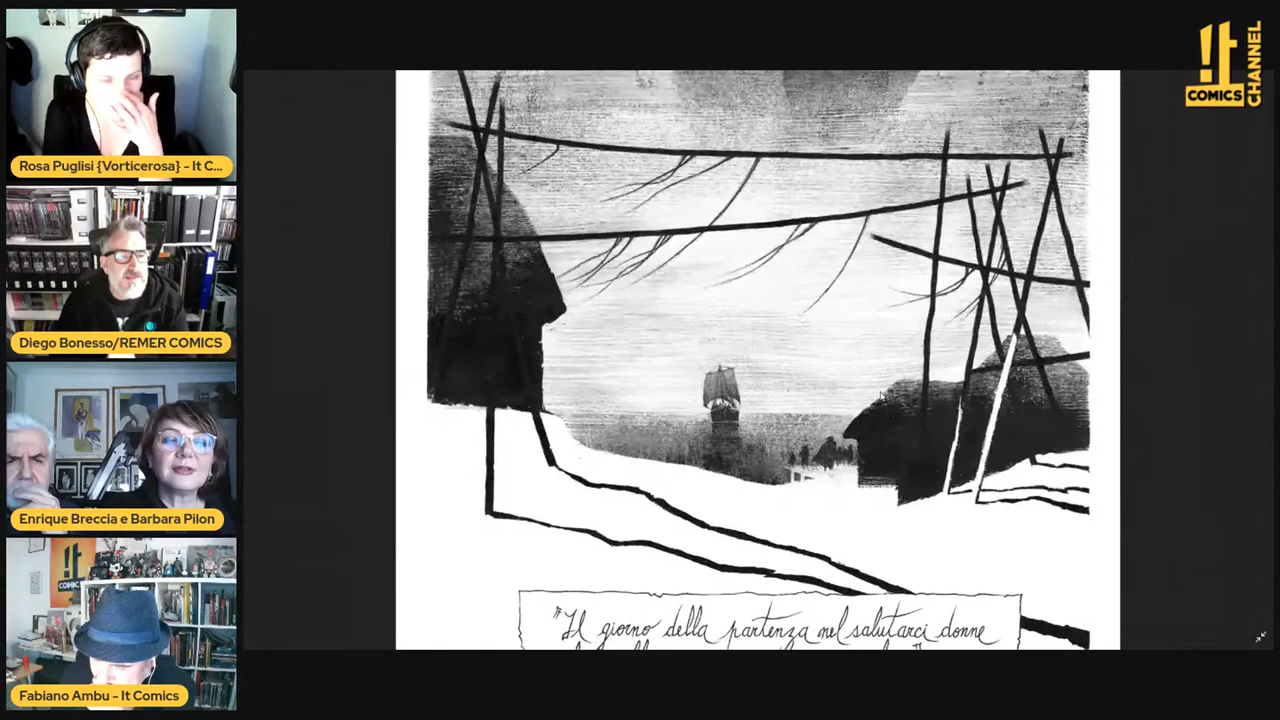 Rosa Puglisi {Vorticerosa} - It C...
Diego Bonesso/REMER COMICS
Enrique Breccia e Barbara Pilon
Fabiano Ambu - It Comics
!t
COMICS
CHANNEL
"Il giorno della partenza nel salutarci donne